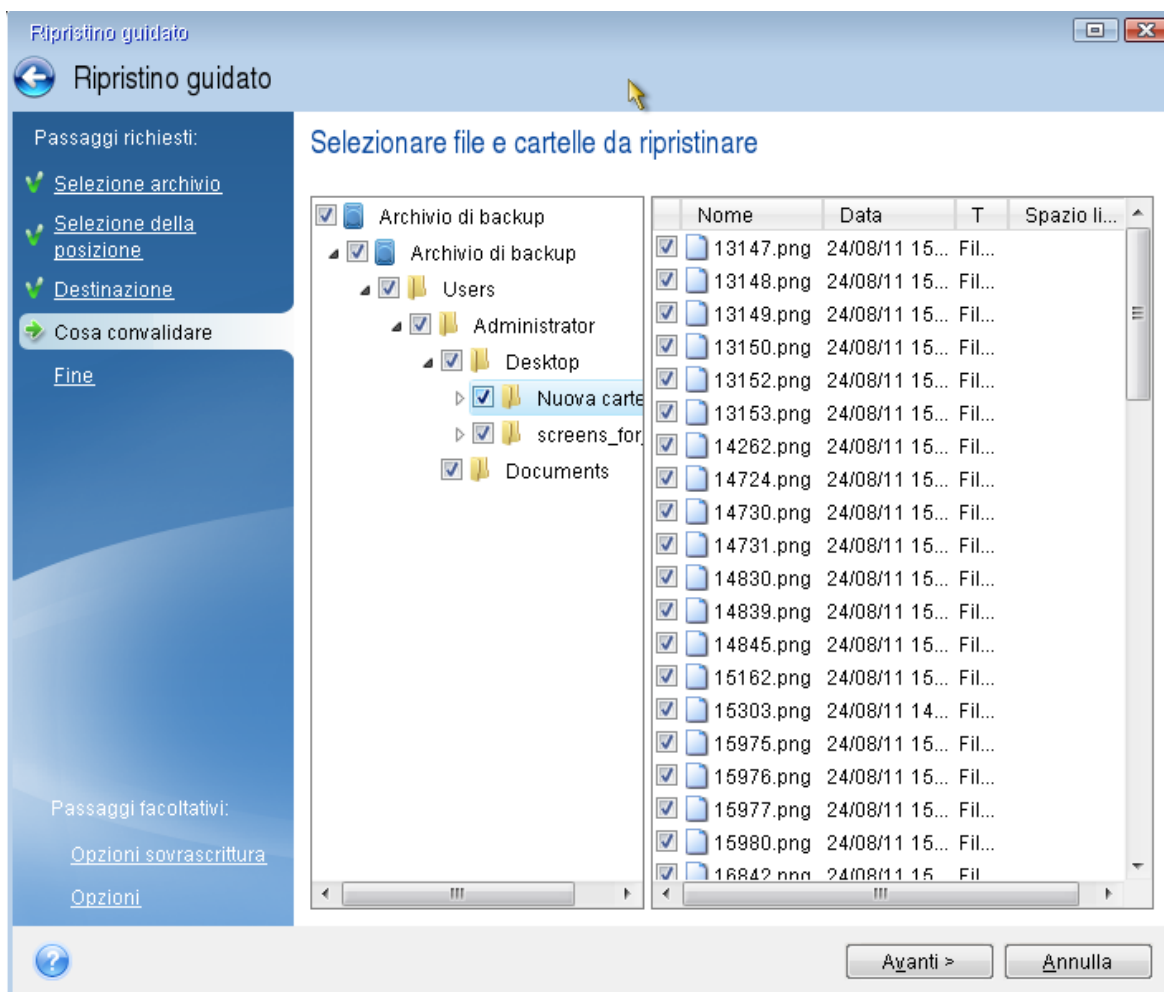 Ripristino guidato
Ripristino guidato
Passaggi richiesti:
Selezione archivio
Selezione della
posizione
Destinazione
Cosa convalidare
Fine
Passaggi facoltativi:
Opzioni sovrascrittura
Opzioni
Selezionare file e cartelle da ripristinare
Archivio di backup
Archivio di backup
Users
Administrator
Desktop
Nuova carte
screens_for_
Documents
Nome Data T Spazio li...
13147.png 24/08/11 15... Fil...
13148.png 24/08/11 15... Fil...
13149.png 24/08/11 15... Fil...
13150.png 24/08/11 15... Fil...
13152.png 24/08/11 15... Fil...
13153.png 24/08/11 15... Fil...
14262.png 24/08/11 15... Fil...
14724.png 24/08/11 15... Fil...
14730.png 24/08/11 15... Fil...
14731.png 24/08/11 15... Fil...
14830.png 24/08/11 15... Fil...
14839.png 24/08/11 15... Fil...
14845.png 24/08/11 15... Fil...
15162.png 24/08/11 15... Fil...
15303.png 24/08/11 14... Fil...
15975.png 24/08/11 15... Fil...
15976.png 24/08/11 15... Fil...
15977.png 24/08/11 15... Fil...
15980.png 24/08/11 15... Fil...
16842.png 24/08/11 15... Fil...
Avanti >
Annulla